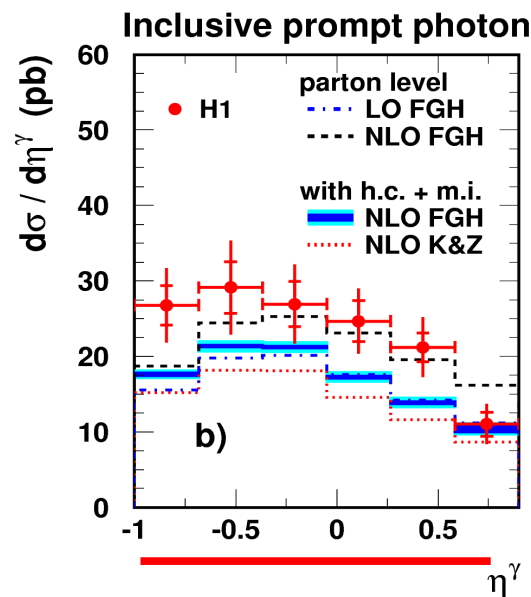 Inclusive prompt photon
dσ / dη^γ (pb)
60
50
40
30
20
10
0
H1
parton level
LO FGH
NLO FGH
with h.c. + m.i.
NLO FGH
NLO K&Z
b)
-1 -0.5 0 0.5
η^γ